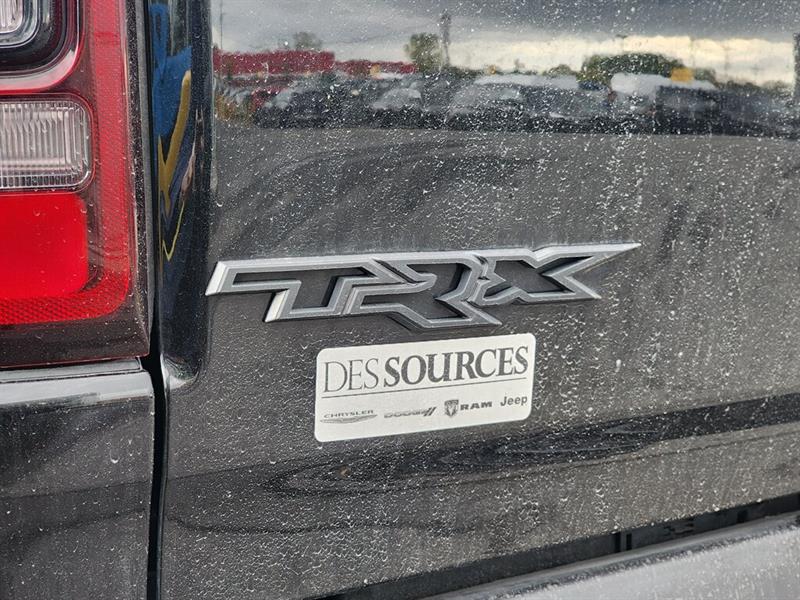 TRX
DES SOURCES
CHRYSLER DODGE RAM Jeep